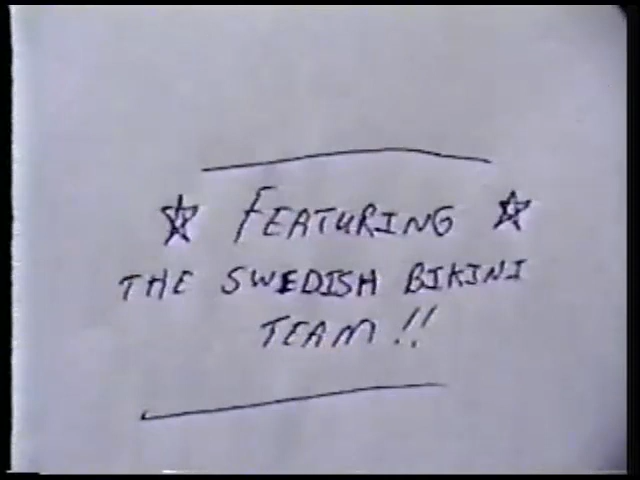 ☆ FEATURING ☆
THE SWEDISH BIKINI
TEAM!!